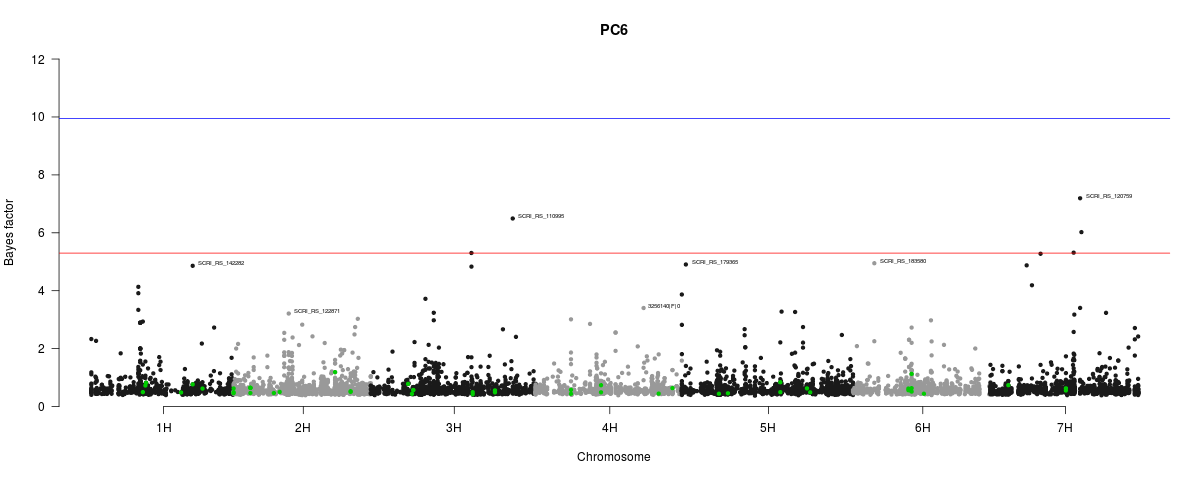 PC6
12
10
8
6
4
2
0
Bayes factor
SCRI_RS_120759
SCRI_RS_110995
SCRI_RS_142282
SCRI_RS_179365
SCRI_RS_183580
SCRI_RS_122871
3256140|F|0
1H 2H 3H 4H 5H 6H 7H
Chromosome